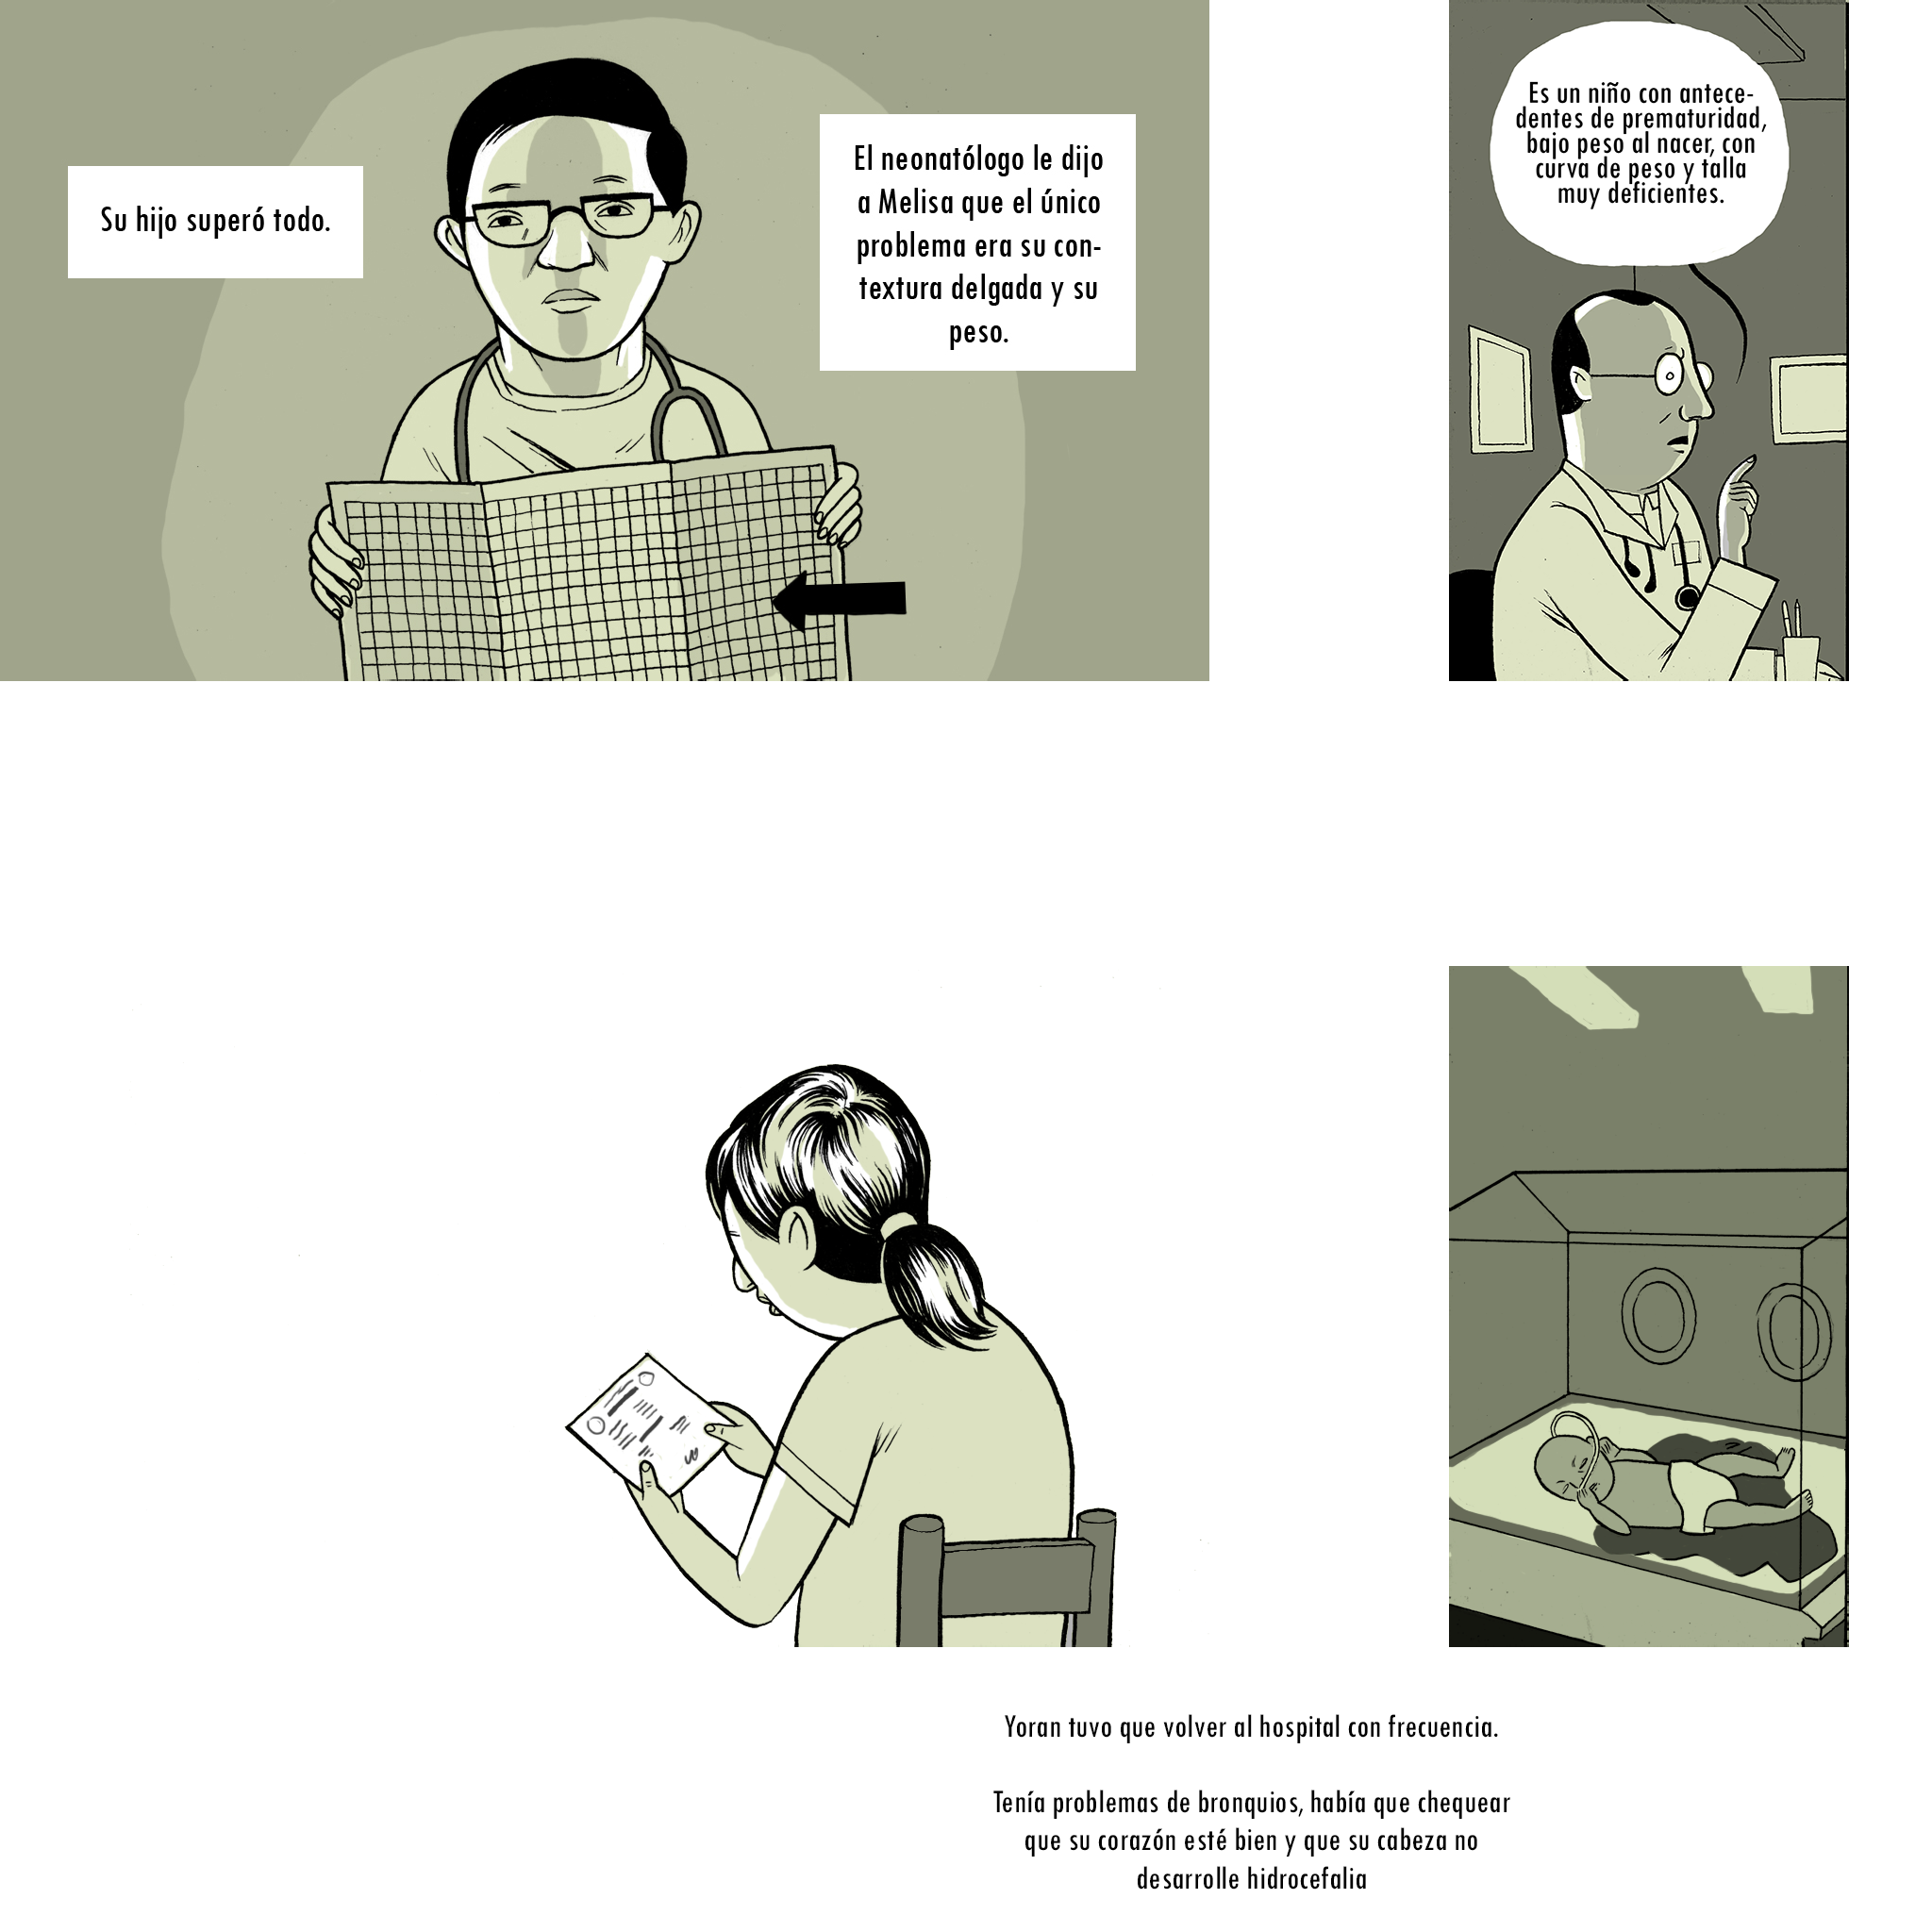 Su hijo superó todo.
El neonatólogo le dijo
a Melisa que el único
problema era su con-
textura delgada y su
peso.
Es un niño con antece-
dentes de prematuridad,
bajo peso al nacer, con
curva de peso y talla
muy deficientes.
Yoran tuvo que volver al hospital con frecuencia.
Tenía problemas de bronquios, había que chequear
que su corazón esté bien y que su cabeza no
desarrolle hidrocefalia